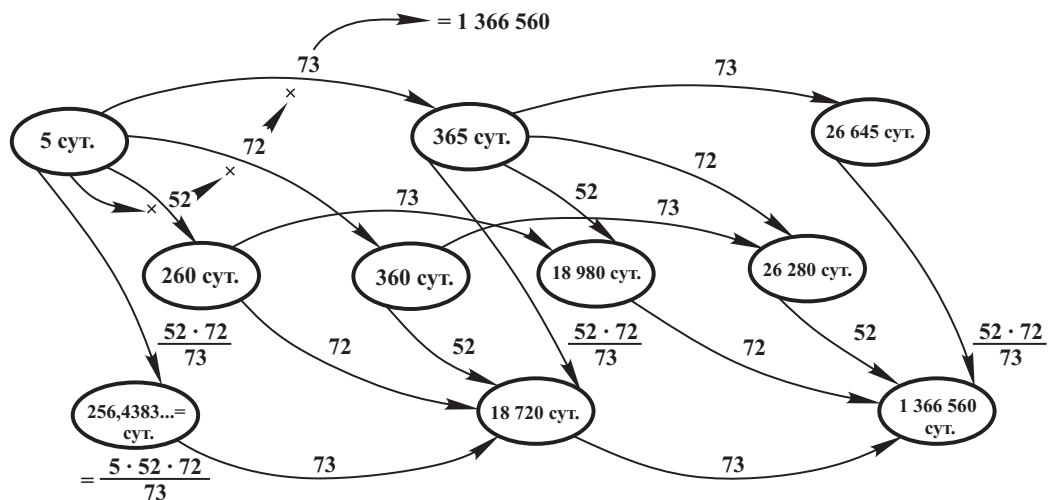 = 1 366 560
73
73
5 сут.
365 сут.
26 645 сут.
×
72
72
×
52
52
×
73
73
260 сут.
360 сут.
18 980 сут.
26 280 сут.
52 · 72
73
72
52
52 · 72
73
72
52
52 · 72
73
256,4383...=
сут.
18 720 сут.
1 366 560
сут.
73
73
= 5 · 52 · 72
73